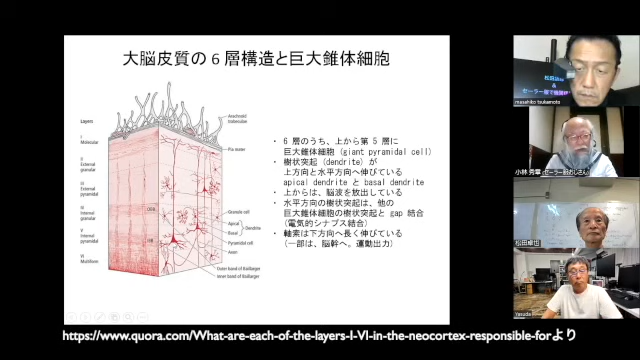 大脳皮質の6層構造と巨大錐体細胞
Layers
I
Molecular
II
External
granular
III
External
pyramidal
IV
Internal
granular
V
Internal
pyramidal
VI
Multiform
Arachnoid
trabeculae
Pia mater
Granule cell
Apical
Basal
Dendrite
Pyramidal cell
Axon
Outer band of Baillarger
Inner band of Baillarger
OBB
IBB
・ 6層のうち、上から第5層に
巨大錐体細胞 (giant pyramidal cell)
・ 樹状突起 (dendrite) が
上方向と水平方向へ伸びている
apical dendrite と basal dendrite
・ 上からは、脳液を放出している
・ 水平方向の樹状突起は、他の
巨大錐体細胞の樹状突起と gap 結合
(電気的シナプス結合)
・ 軸索は下方向へ長く伸びている
(一部は、脳幹へ。運動出力)
masahiko tsukamoto
小林 秀章 セーラー服おじさん
松田卓也
Yasuda
https://www.quora.com/What-are-each-of-the-layers-I-VI-in-the-neocortex-responsible-forより